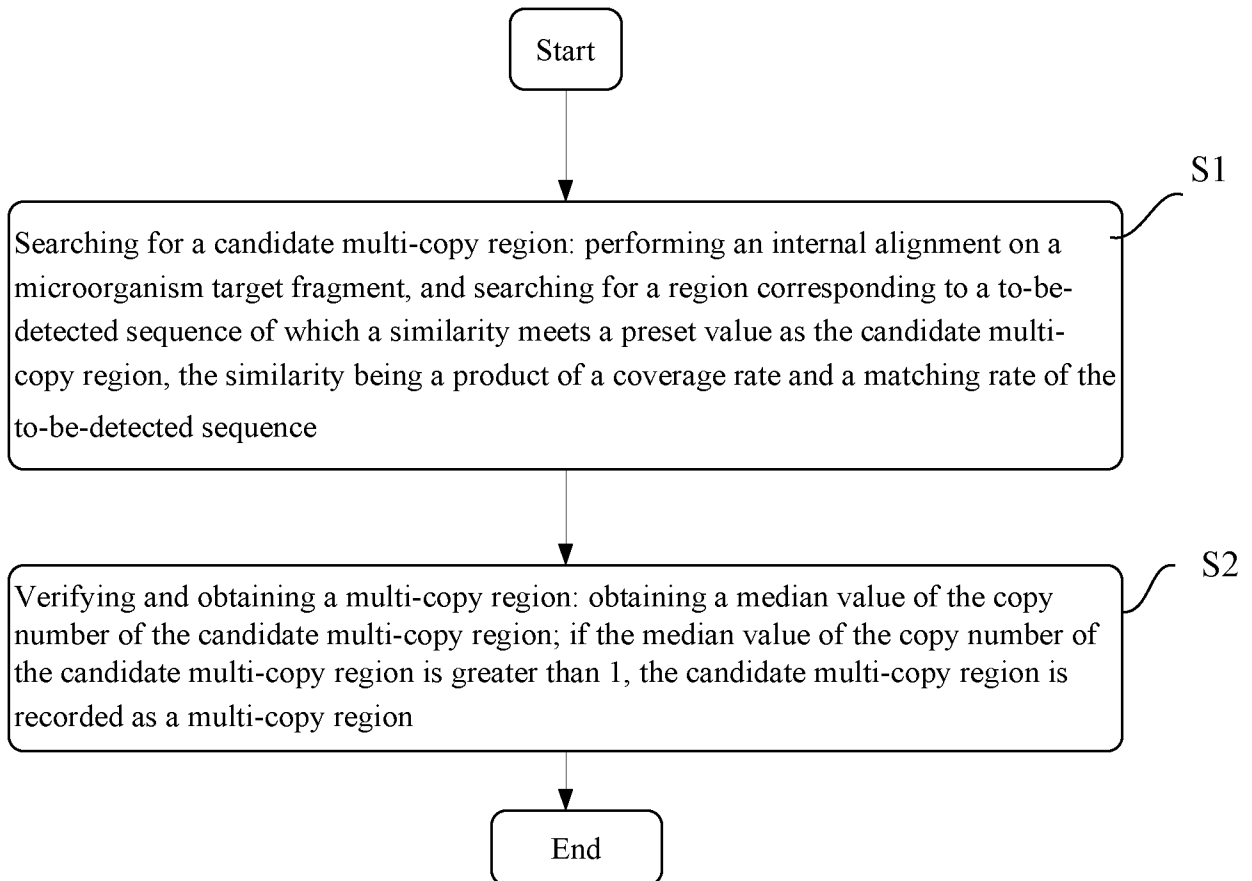 Start
S1
Searching for a candidate multi-copy region: performing an internal alignment on a
microorganism target fragment, and searching for a region corresponding to a to-be-
detected sequence of which a similarity meets a preset value as the candidate multi-
copy region, the similarity being a product of a coverage rate and a matching rate of the
to-be-detected sequence
S2
Verifying and obtaining a multi-copy region: obtaining a median value of the copy
number of the candidate multi-copy region; if the median value of the copy number of
the candidate multi-copy region is greater than 1, the candidate multi-copy region is
recorded as a multi-copy region
End